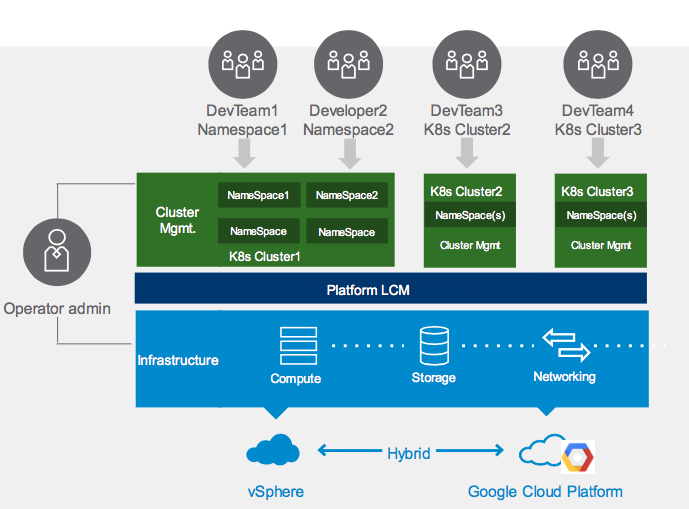 DevTeam1
Namespace1
Developer2
Namespace2
DevTeam3
K8s Cluster2
DevTeam4
K8s Cluster3
Cluster
Mgmt.
NameSpace1
NameSpace2
NameSpace
NameSpace
K8s Cluster1
K8s Cluster2
NameSpace(s)
Cluster Mgmt
K8s Cluster3
NameSpace(s)
Cluster Mgmt
Operator admin
Platform LCM
Infrastructure
Compute
Storage
Networking
Hybrid
vSphere
Google Cloud Platform